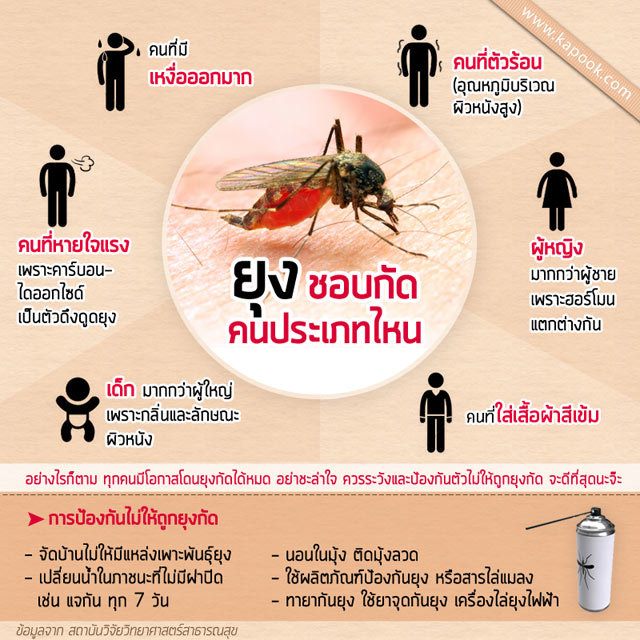 www.kapook.com
คนที่มี
เหงื่อออกมาก
คนที่ตัวร้อน
(อุณหภูมิบริเวณ
ผิวหนังสูง)
คนที่หายใจแรง
เพราะคาร์บอน-
ไดออกไซด์
เป็นตัวดึงดูดยุง
ยุง ชอบกัด
คนประเภทไหน
ผู้หญิง
มากกว่าผู้ชาย
เพราะฮอร์โมน
แตกต่างกัน
เด็ก มากกว่าผู้ใหญ่
เพราะกลิ่นและลักษณะ
ผิวหนัง
คนที่ใส่เสื้อผ้าสีเข้ม
อย่างไรก็ตาม ทุกคนมีโอกาสโดนยุงกัดได้หมด อย่าชะล่าใจ ควรระวังและป้องกันตัวไม่ให้ถูกยุงกัด จะดีที่สุดนะจ๊ะ
➤ การป้องกันไม่ให้ถูกยุงกัด
- จัดบ้านไม่ให้มีแหล่งเพาะพันธุ์ยุง
- เปลี่ยนน้ำในภาชนะที่ไม่มีฝาปิด
เช่น แจกัน ทุก 7 วัน
- นอนในมุ้ง ติดมุ้งลวด
- ใช้ผลิตภัณฑ์ป้องกันยุง หรือสารไล่แมลง
- ทายากันยุง ใช้ยาจุดกันยุง เครื่องไล่ยุงไฟฟ้า
ข้อมูลจาก สถาบันวิจัยวิทยาศาสตร์สาธารณสุข